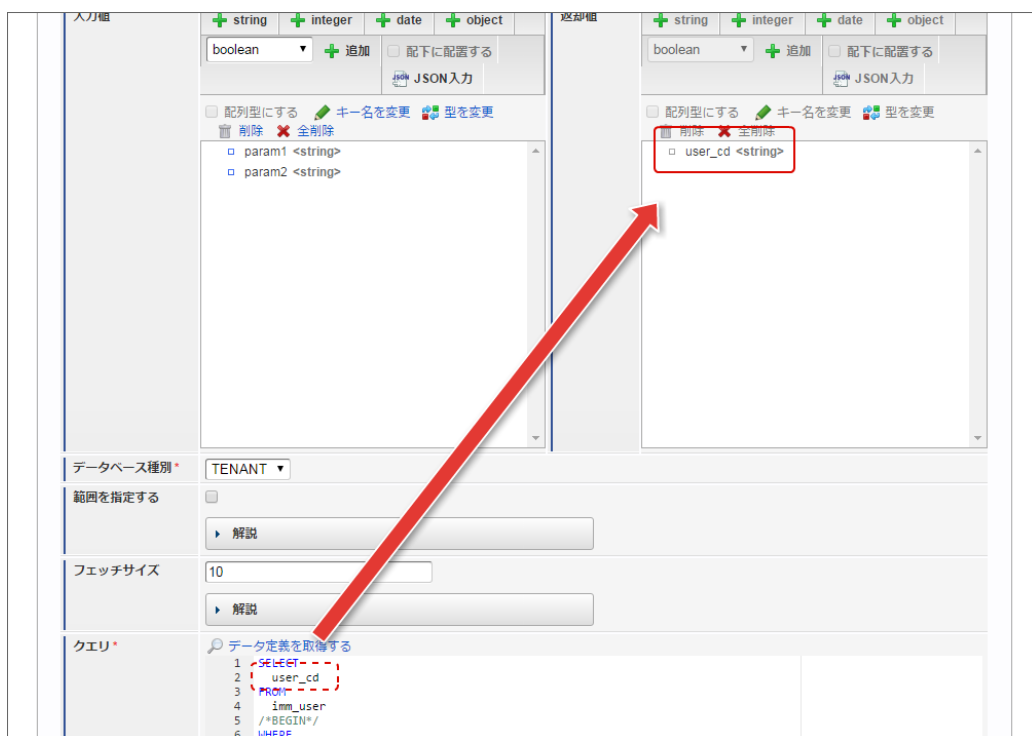 入力値
string integer date object
boolean 追加 配下に配置する
JSON JSON入力
配列型にする キー名を変更 型を変更
削除 全削除
param1 <string>
param2 <string>
返却値
string integer date object
boolean 追加 配下に配置する
JSON JSON入力
配列型にする キー名を変更 型を変更
削除 全削除
user_cd <string>
データベース種別* TENANT
範囲を指定する
解説
フェッチサイズ 10
解説
クエリ* データ定義を取得する
1 SELECT
2 user_cd
3 FROM
4 imm_user
5 /*BEGIN*/
6 WHERE